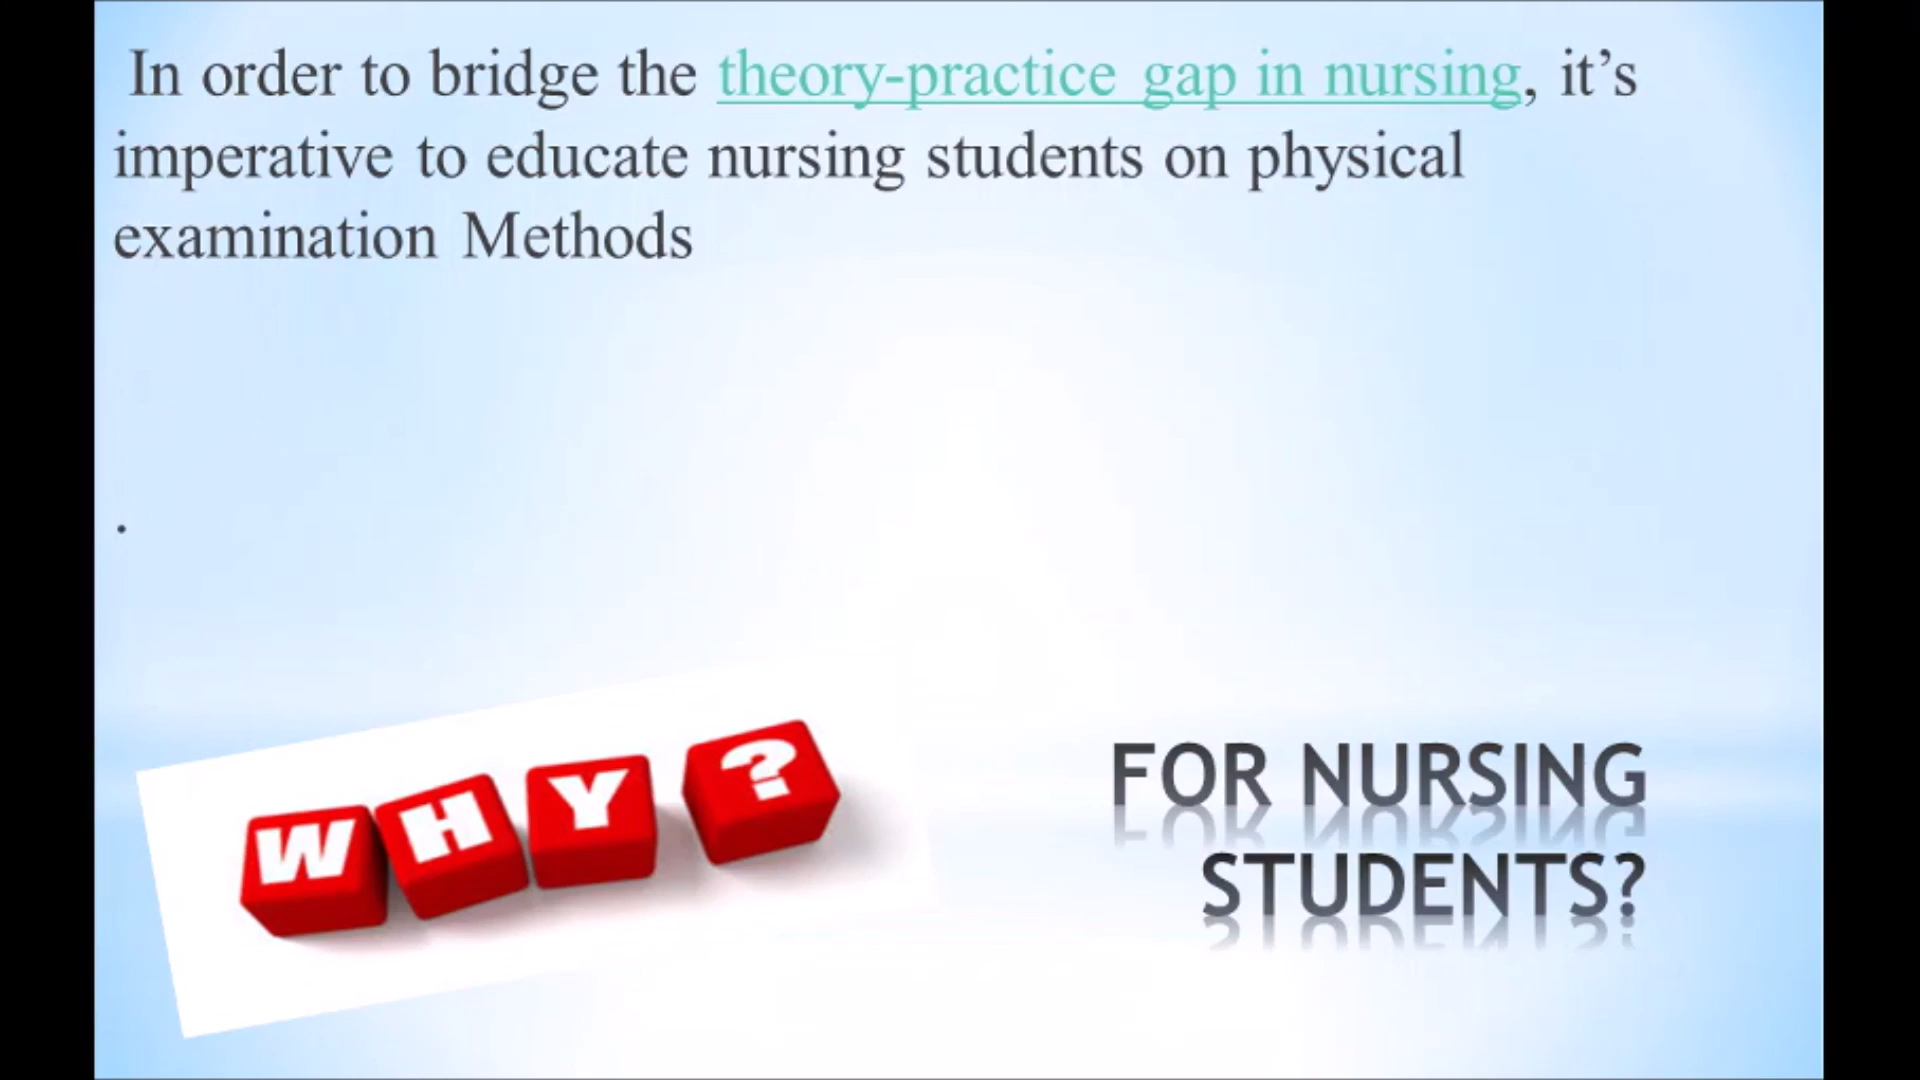 In order to bridge the theory-practice gap in nursing, it’s
imperative to educate nursing students on physical
examination Methods
.
WHY?
FOR NURSING
STUDENTS?